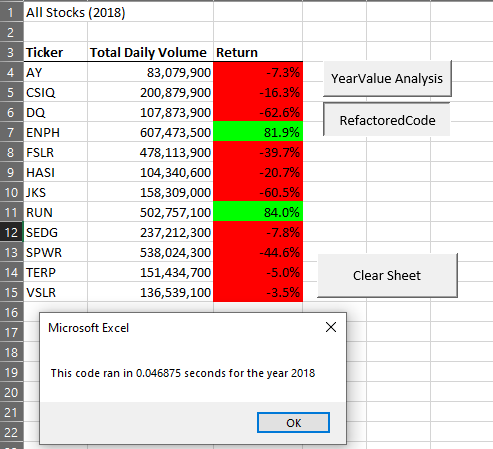 1 All Stocks (2018)
2
3 Ticker Total Daily Volume Return
4 AY 83,079,900 -7.3%
YearValue Analysis
5 CSIQ 200,879,900 -16.3%
6 DQ 107,873,900 -62.6%
RefactoredCode
7 ENPH 607,473,500 81.9%
8 FSLR 478,113,900 -39.7%
9 HASI 104,340,600 -20.7%
10 JKS 158,309,000 -60.5%
11 RUN 502,757,100 84.0%
12 SEDG 237,212,300 -7.8%
13 SPWR 538,024,300 -44.6%
Clear Sheet
14 TERP 151,434,700 -5.0%
15 VSLR 136,539,100 -3.5%
16
17
18
19
20
21
22
Microsoft Excel
This code ran in 0.046875 seconds for the year 2018
OK